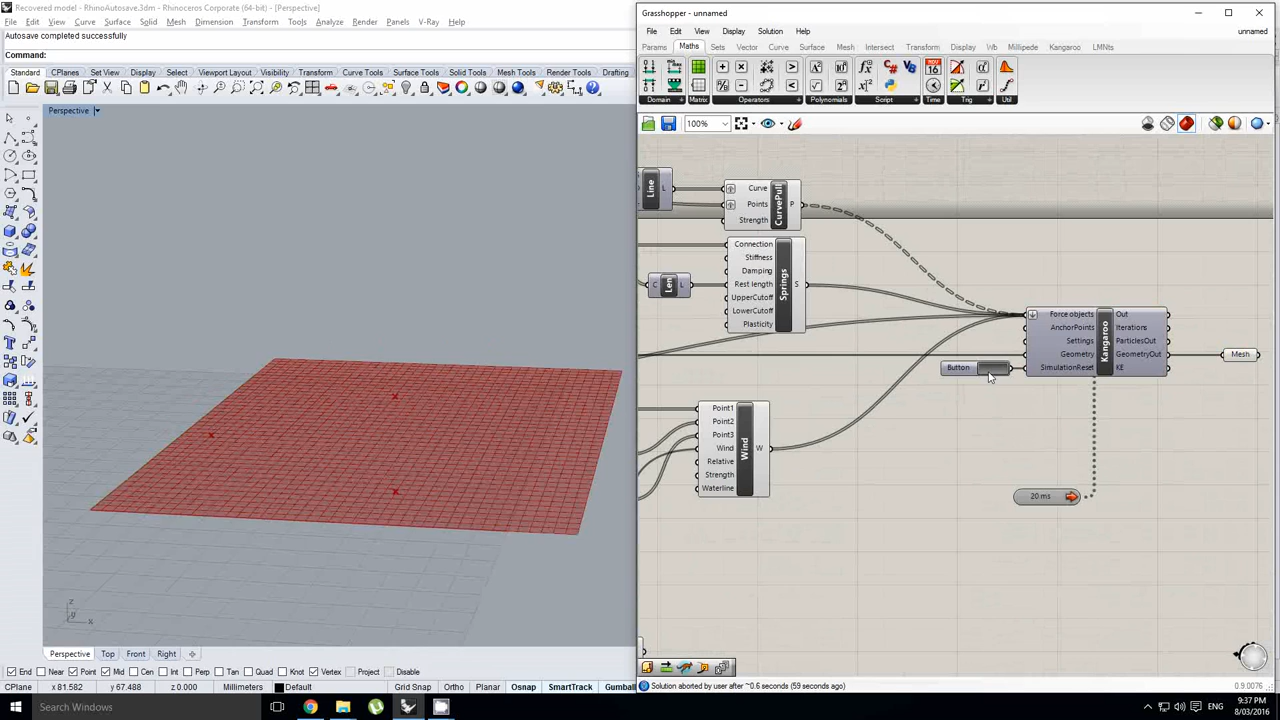 Recovered model - RhinoAutosave.3dm - Rhinoceros Corporate (64-bit) - [Perspective]
File Edit View Curve Surface Solid Mesh Dimension Transform Tools Analyze Render Panels V-Ray Help
Autosave completed successfully
Command:
Standard CPlanes Set View Display Select Viewport Layout Visibility Transform Curve Tools Surface Tools Solid Tools Mesh Tools Render Tools Drafting
Perspective
z
y
x
Perspective Top Front Right
End Near Point Mid Cen Int Perp Tan Quad Knot Vertex Project Disable
CPlane x 81.582 y 67.488 z 0.000 Millimeters Default Grid Snap Ortho Planar Osnap SmartTrack Gumball
Grasshopper - unnamed
File Edit View Display Solution Help unnamed
Params Maths Sets Vector Curve Surface Mesh Intersect Transform Display Wb Millipede Kangaroo LMNts
Domain Matrix Operators Polynomials Script Time Trig Util
100%
Line
Curve
Points
Strength
CurvePull
P
Connection
Stiffness
Damping
Rest length
UpperCutoff
LowerCutoff
Plasticity
Springs
S
C Len L
Force objects
AnchorPoints
Settings
Geometry
SimulationReset
Kangaroo
Out
Iterations
ParticlesOut
GeometryOut
KE
Mesh
Button
Point1
Point2
Point3
Wind
Relative
Strength
Waterline
Wind
W
20 ms
Solution aborted by user after ~0.6 seconds (59 seconds ago)
0.9.0076
Search Windows
ENG
9:37 PM
8/03/2016